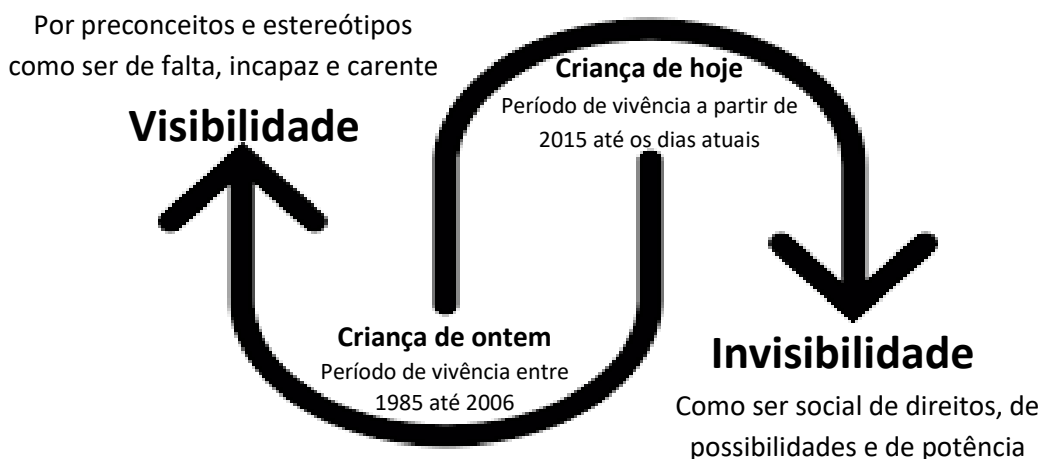 Por preconceitos e estereótipos
como ser de falta, incapaz e carente
Visibilidade
Criança de hoje
Período de vivência a partir de
2015 até os dias atuais
Criança de ontem
Período de vivência entre
1985 até 2006
Invisibilidade
Como ser social de direitos, de
possibilidades e de potência